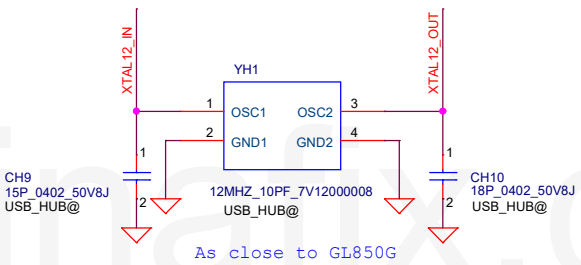 XTAL12_IN
XTAL12_OUT
YH1
1 OSC1 OSC2 3
2 GND1 GND2 4
1
1
CH9
15P_0402_50V8J
USB_HUB@
2
12MHZ_10PF_7V12000008
USB_HUB@
CH10
18P_0402_50V8J
USB_HUB@
2
As close to GL850G
inafix.c